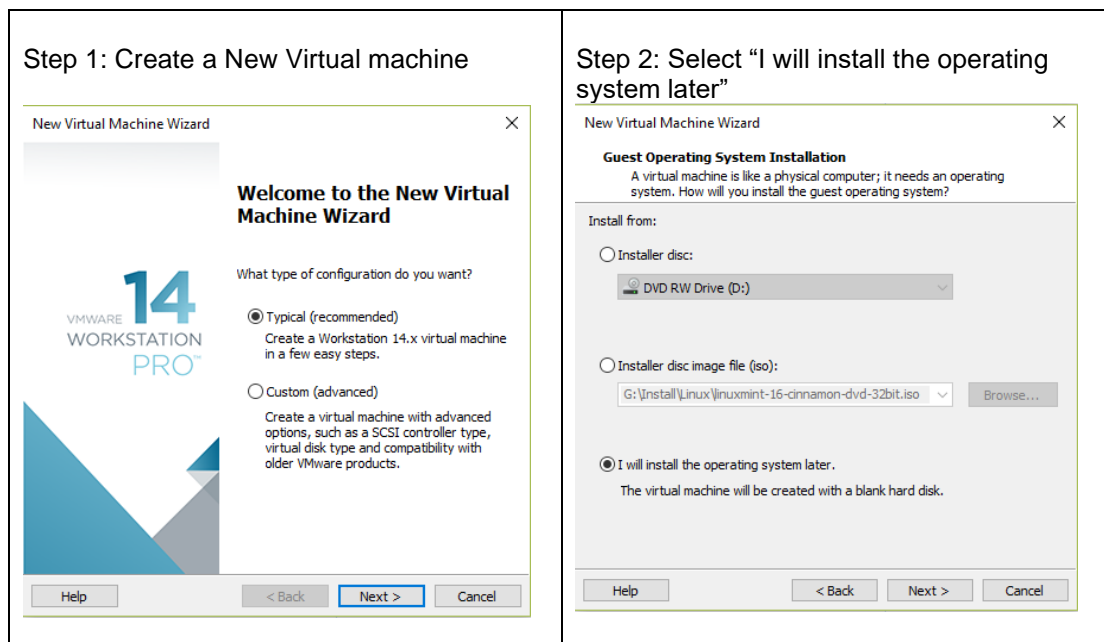 Step 1: Create a New Virtual machine
New Virtual Machine Wizard
Welcome to the New Virtual
Machine Wizard
What type of configuration do you want?
14
VMWARE
WORKSTATION
PRO™
Typical (recommended)
Create a Workstation 14.x virtual machine
in a few easy steps.
Custom (advanced)
Create a virtual machine with advanced
options, such as a SCSI controller type,
virtual disk type and compatibility with
older VMware products.
Help
< Back
Next >
Cancel
Step 2: Select “I will install the operating
system later”
New Virtual Machine Wizard
Guest Operating System Installation
A virtual machine is like a physical computer; it needs an operating
system. How will you install the guest operating system?
Install from:
Installer disc:
DVD RW Drive (D:)
Installer disc image file (iso):
G:\Install\Linux\linuxmint-16-cinnamon-dvd-32bit.iso
Browse...
I will install the operating system later.
The virtual machine will be created with a blank hard disk.
Help
< Back
Next >
Cancel